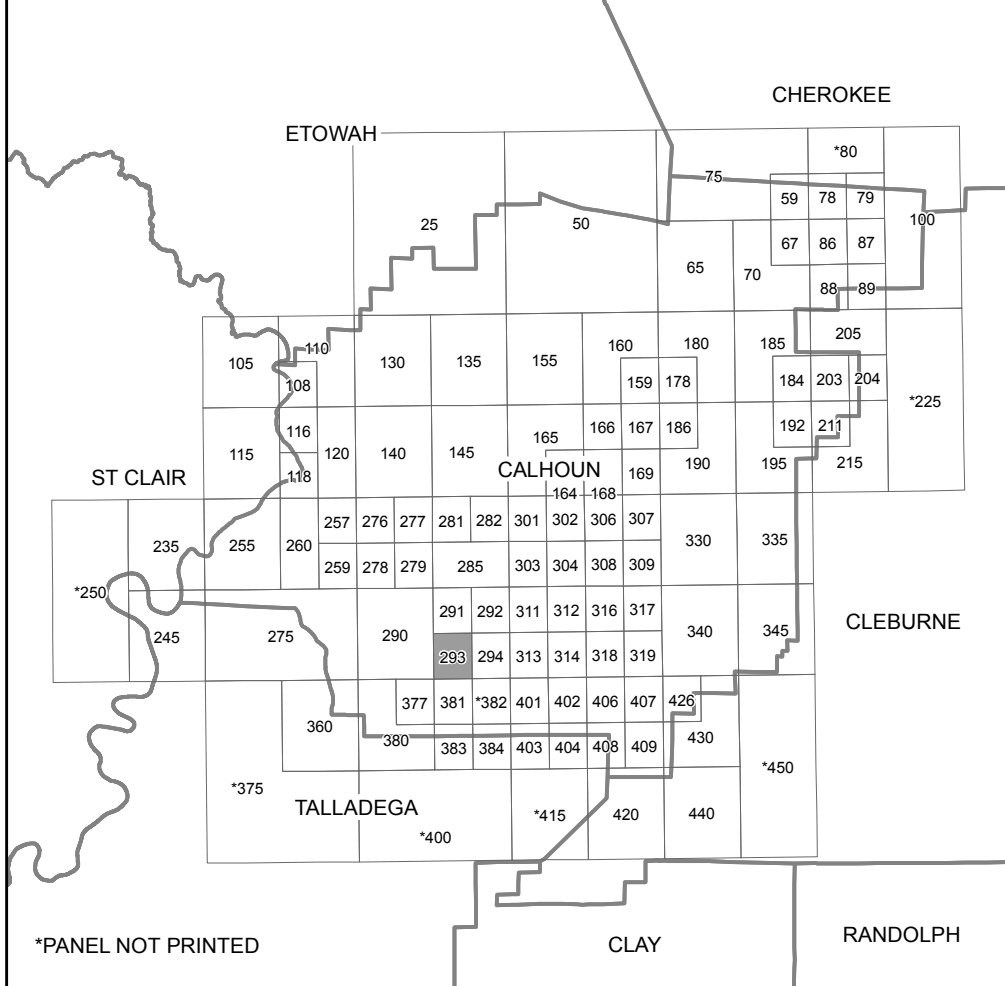 CHEROKEE
ETOWAH
*80
75
59 78 79
25 50 100
67 86 87
65 70
88 89
205
110 160 180 185
105 130 135 155
108 159 178 184 203 204
*225
116 166 167 186 192 211
115 120 140 145 165
190 195 215
ST CLAIR 118 CALHOUN 169
164 168
257 276 277 281 282 301 302 306 307
235 255 260 330 335
259 278 279 285 303 304 308 309
*250
291 292 311 312 316 317
245 275 290 340 345 CLEBURNE
293 294 313 314 318 319
377 381 *382 401 402 406 407 426
360
380 383 384 403 404 408 409 430
*450
*375
TALLADEGA *415 420 440
*400
*PANEL NOT PRINTED CLAY RANDOLPH